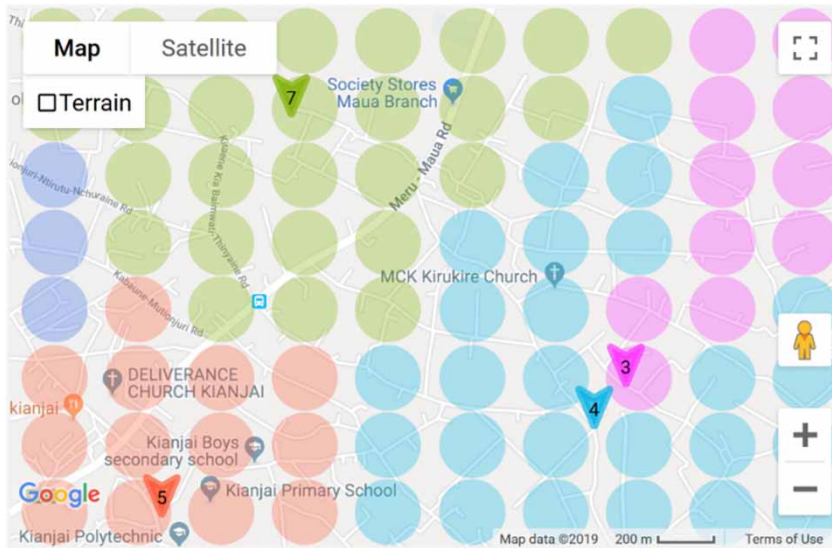 Map
Satellite
Terrain
7
Society Stores
Maua Branch
Meru - Maua Rd
MCK Kirukire Church
Kabaune-Mutionjuri Rd
3
4
DELIVERANCE
CHURCH KIANJAI
kianjai
Kianjai Boys
secondary school
Google
5
Kianjai Primary School
Kianjai Polytechnic
Map data ©2019
200 m
Terms of Use